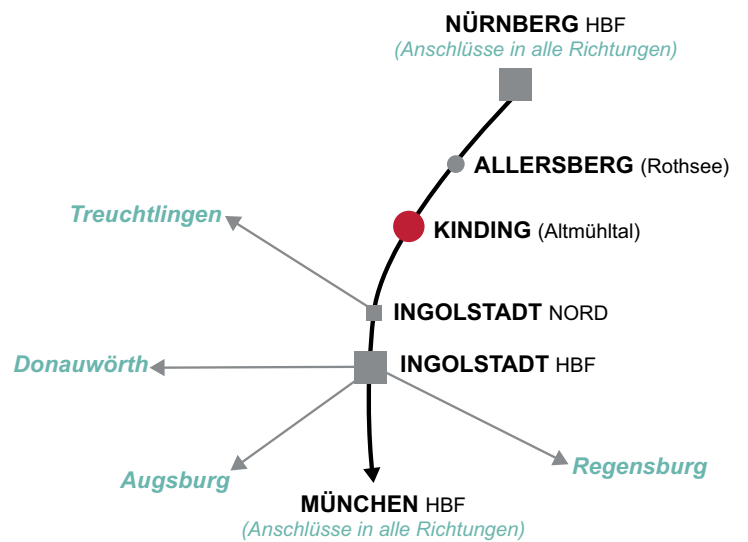 NÜRNBERG HBF
(Anschlüsse in alle Richtungen)
ALLERSBERG (Rothsee)
Treuchtlingen
KINDING (Altmühltal)
INGOLSTADT NORD
Donauwörth
INGOLSTADT HBF
Augsburg
Regensburg
MÜNCHEN HBF
(Anschlüsse in alle Richtungen)